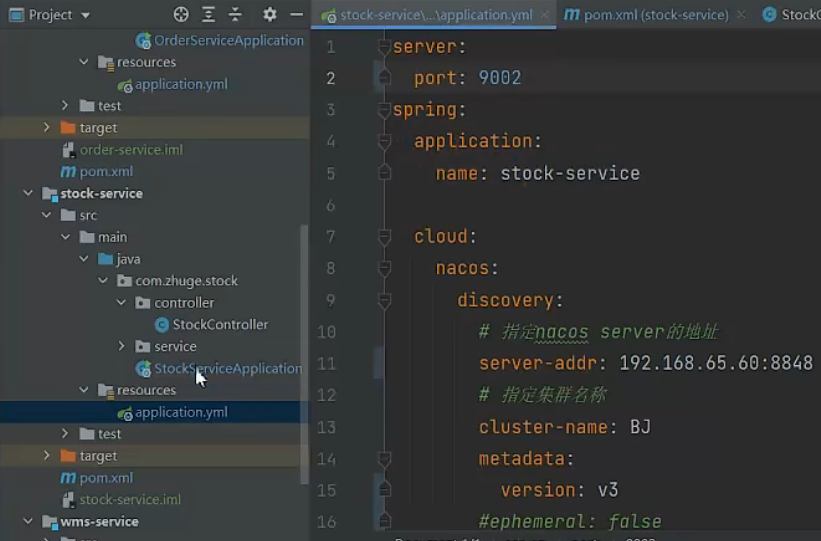 Project
OrderServiceApplication
resources
application.yml
test
target
order-service.iml
pom.xml
stock-service
src
main
java
com.zhuge.stock
controller
StockController
service
StockServiceApplication
resources
application.yml
test
target
pom.xml
stock-service.iml
wms-service
stock-service\...\application.yml
pom.xml (stock-service)
1 server:
2 port: 9002
3 spring:
4 application:
5 name: stock-service
6
7 cloud:
8 nacos:
9 discovery:
10 # 指定nacos server的地址
11 server-addr: 192.168.65.60:8848
12 # 指定集群名称
13 cluster-name: BJ
14 metadata:
15 version: v3
16 #ephemeral: false